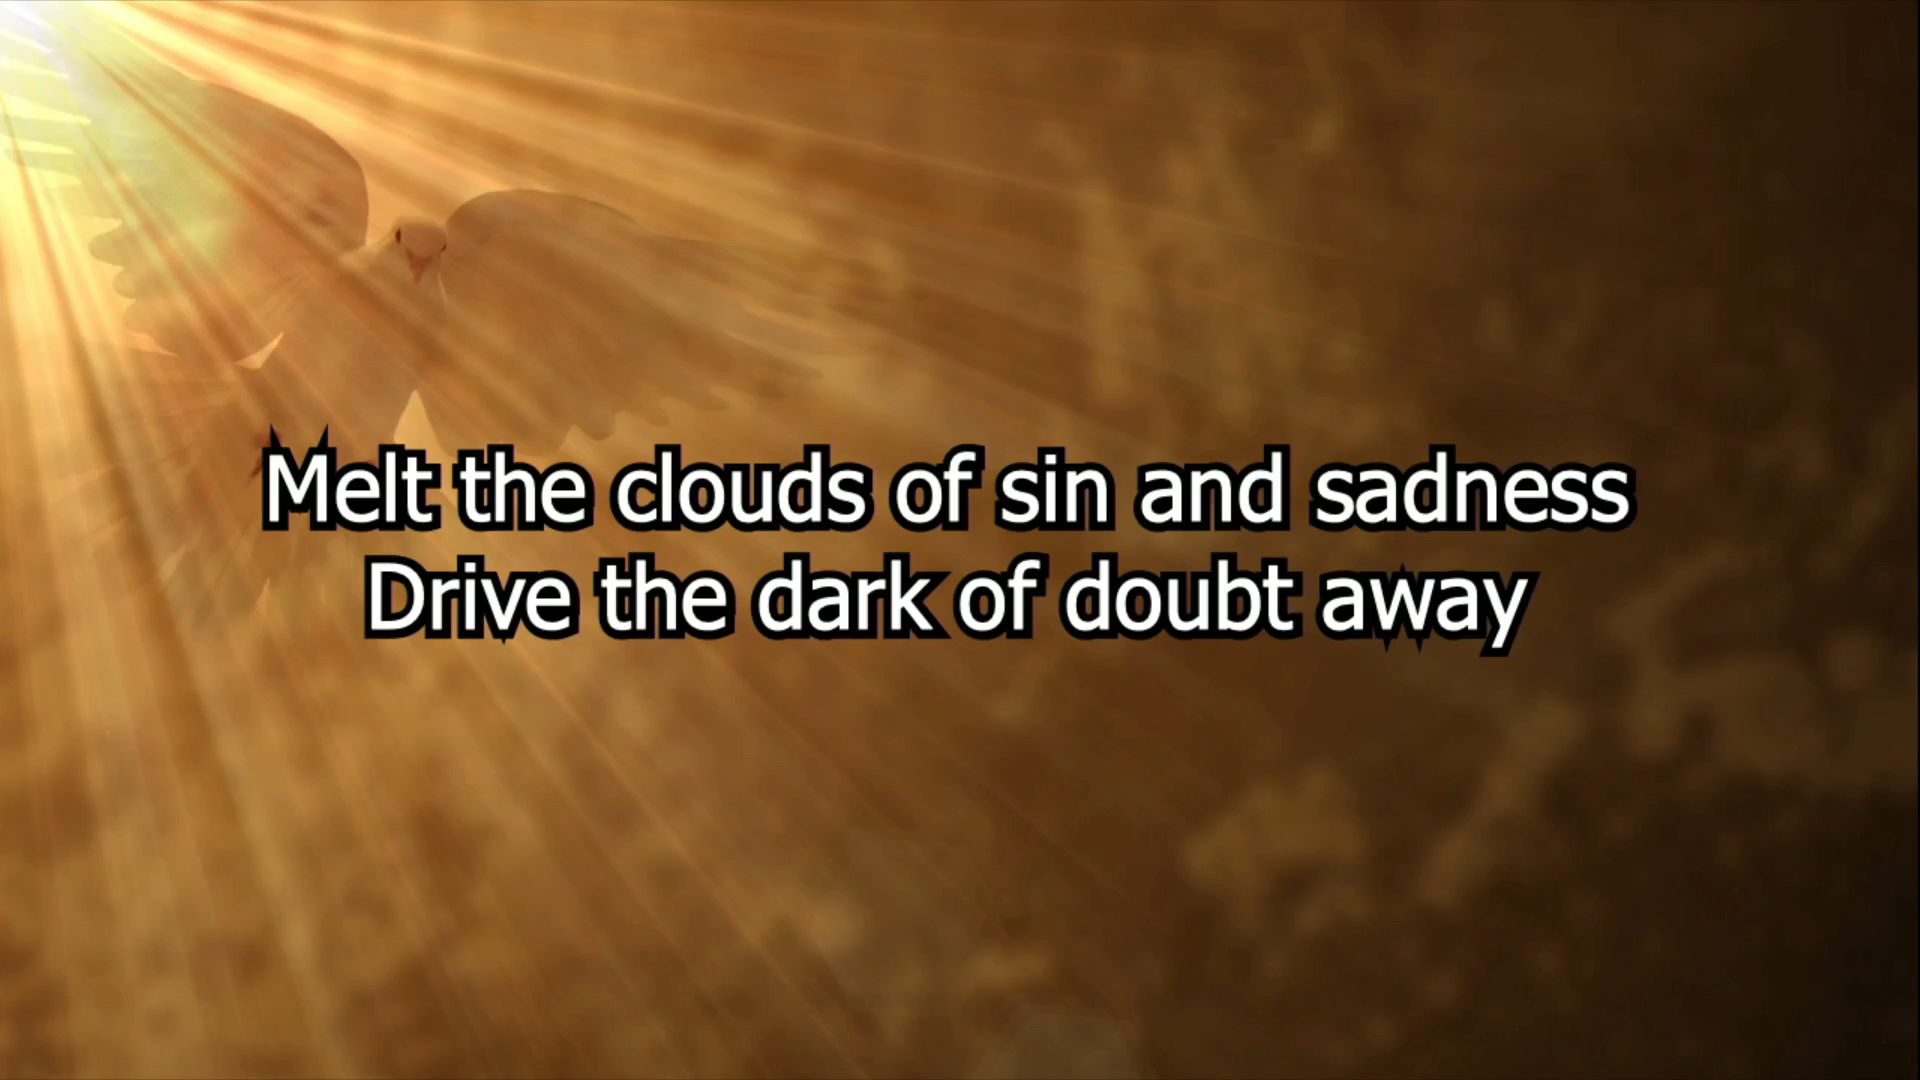 Melt the clouds of sin and sadness
Drive the dark of doubt away